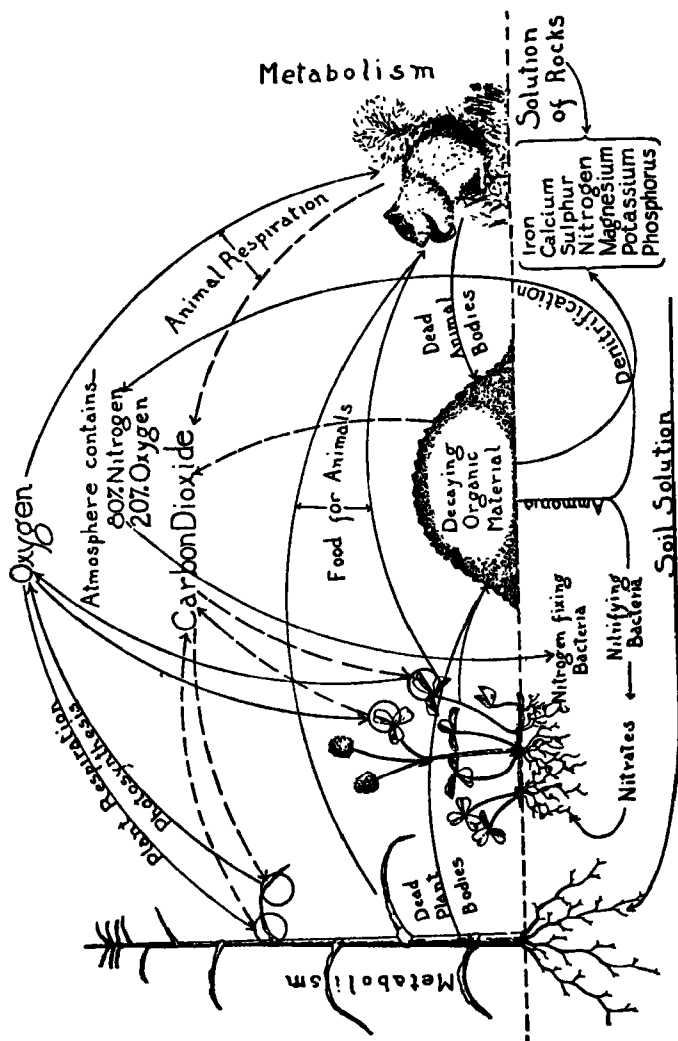 Metabolism
Oxygen
Atmosphere contains—
80% Nitrogen
20% Oxygen
Carbon Dioxide
Plant Respiration
Photosynthesis
Animal Respiration
Food for Animals
Dead
Animal
Bodies
Decaying
Organic
Material
Dead
Plant
Bodies
Metabolism
Solution
of Rocks
Iron
Calcium
Sulphur
Nitrogen
Magnesium
Potassium
Phosphorus
Denitrification
Ammonia
Nitrogen fixing
Bacteria
Nitrifying
Bacteria
Nitrates
Soil Solution